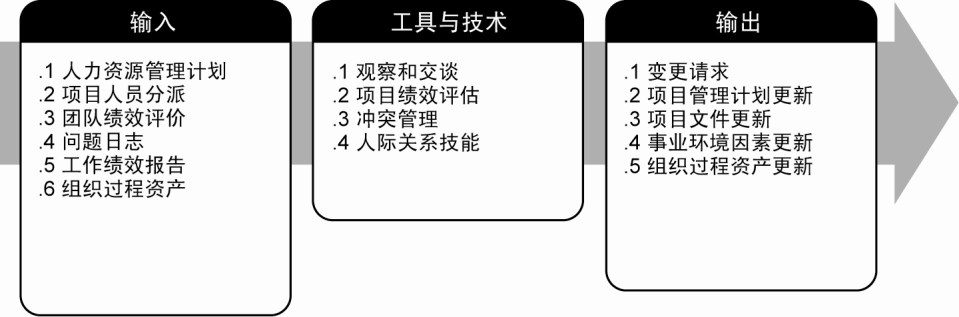 输入
.1 人力资源管理计划
.2 项目人员分派
.3 团队绩效评价
.4 问题日志
.5 工作绩效报告
.6 组织过程资产
工具与技术
.1 观察和交谈
.2 项目绩效评估
.3 冲突管理
.4 人际关系技能
输出
.1 变更请求
.2 项目管理计划更新
.3 项目文件更新
.4 事业环境因素更新
.5 组织过程资产更新